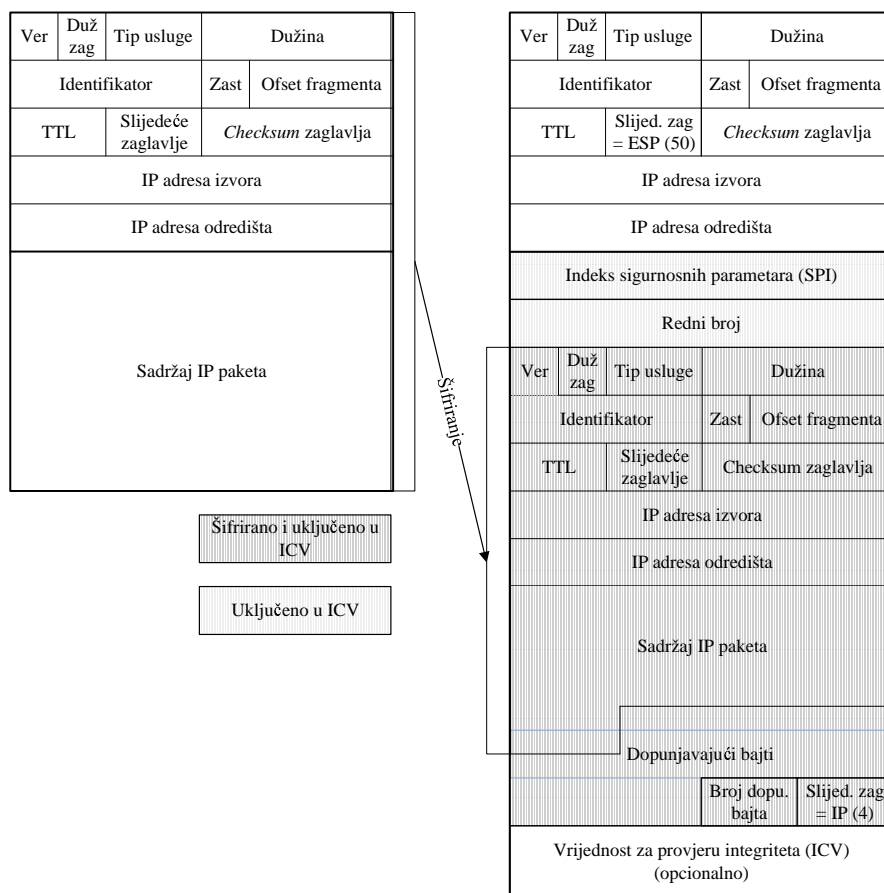 Ver
Duž
zag
Tip usluge
Dužina
Identifikator
Zast
Ofset fragmenta
TTL
Slijedeće
zaglavlje
Checksum zaglavlja
IP adresa izvora
IP adresa odredišta
Sadržaj IP paketa
Šifriranje
Šifrirano i uključeno u
ICV
Uključeno u ICV
Ver
Duž
zag
Tip usluge
Dužina
Identifikator
Zast
Ofset fragmenta
TTL
Slijed. zag
= ESP (50)
Checksum zaglavlja
IP adresa izvora
IP adresa odredišta
Indeks sigurnosnih parametara (SPI)
Redni broj
Ver
Duž
zag
Tip usluge
Dužina
Identifikator
Zast
Ofset fragmenta
TTL
Slijedeće
zaglavlje
Checksum zaglavlja
IP adresa izvora
IP adresa odredišta
Sadržaj IP paketa
Dopunjavajući bajti
Broj dopu.
bajta
Slijed. zag
= IP (4)
Vrijednost za provjeru integriteta (ICV)
(opcionalno)